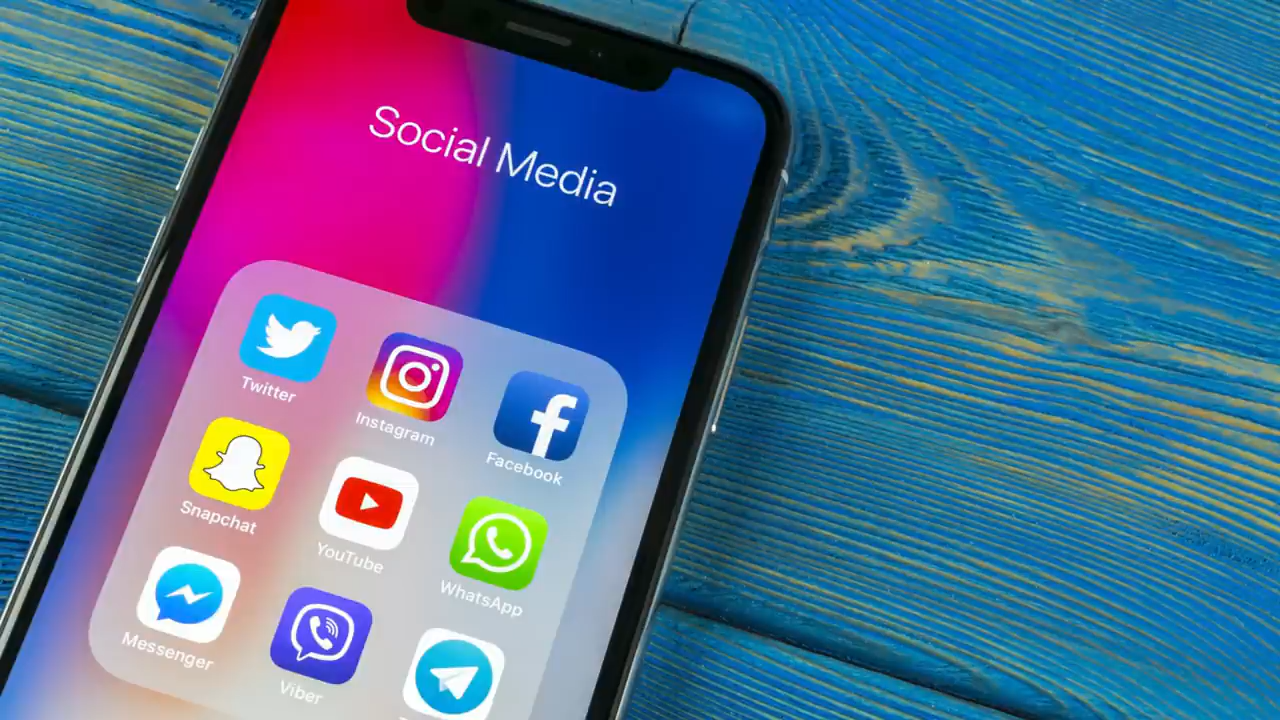 Social Media
Twitter
Instagram
Facebook
Snapchat
YouTube
WhatsApp
Messenger
Viber